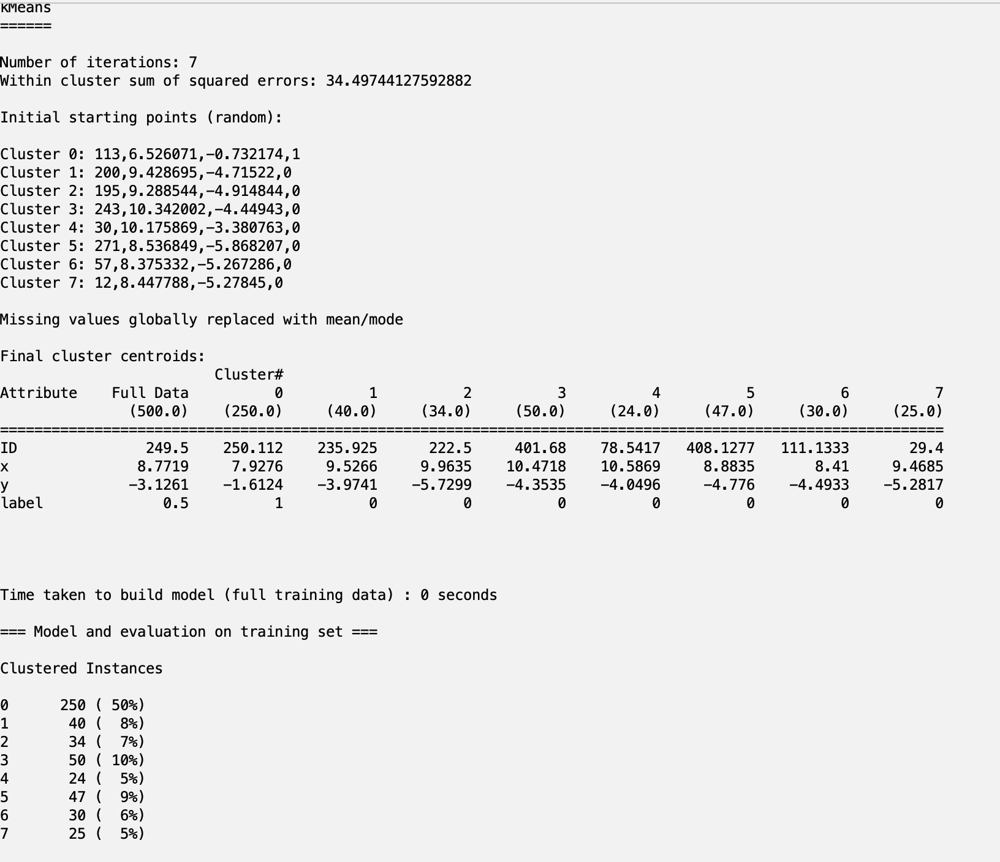 kMeans
======
Number of iterations: 7
Within cluster sum of squared errors: 34.49744127592882
Initial starting points (random):
Cluster 0: 113,6.526071,-0.732174,1
Cluster 1: 200,9.428695,-4.71522,0
Cluster 2: 195,9.288544,-4.914844,0
Cluster 3: 243,10.342002,-4.44943,0
Cluster 4: 30,10.175869,-3.380763,0
Cluster 5: 271,8.536849,-5.868207,0
Cluster 6: 57,8.375332,-5.267286,0
Cluster 7: 12,8.447788,-5.27845,0
Missing values globally replaced with mean/mode
Final cluster centroids:
                         Cluster#
Attribute    Full Data          0          1          2          3          4          5          6          7
               (500.0)    (250.0)     (40.0)     (34.0)     (50.0)     (24.0)     (47.0)     (30.0)     (25.0)
==============================================================================================================
ID               249.5    250.112    235.925      222.5     401.68    78.5417   408.1277   111.1333       29.4
x               8.7719     7.9276     9.5266     9.9635    10.4718    10.5869     8.8835       8.41     9.4685
y              -3.1261    -1.6124    -3.9741    -5.7299    -4.3535    -4.0496     -4.776    -4.4933    -5.2817
label              0.5          1          0          0          0          0          0          0          0
Time taken to build model (full training data) : 0 seconds
=== Model and evaluation on training set ===
Clustered Instances
0      250 ( 50%)
1       40 (  8%)
2       34 (  7%)
3       50 ( 10%)
4       24 (  5%)
5       47 (  9%)
6       30 (  6%)
7       25 (  5%)